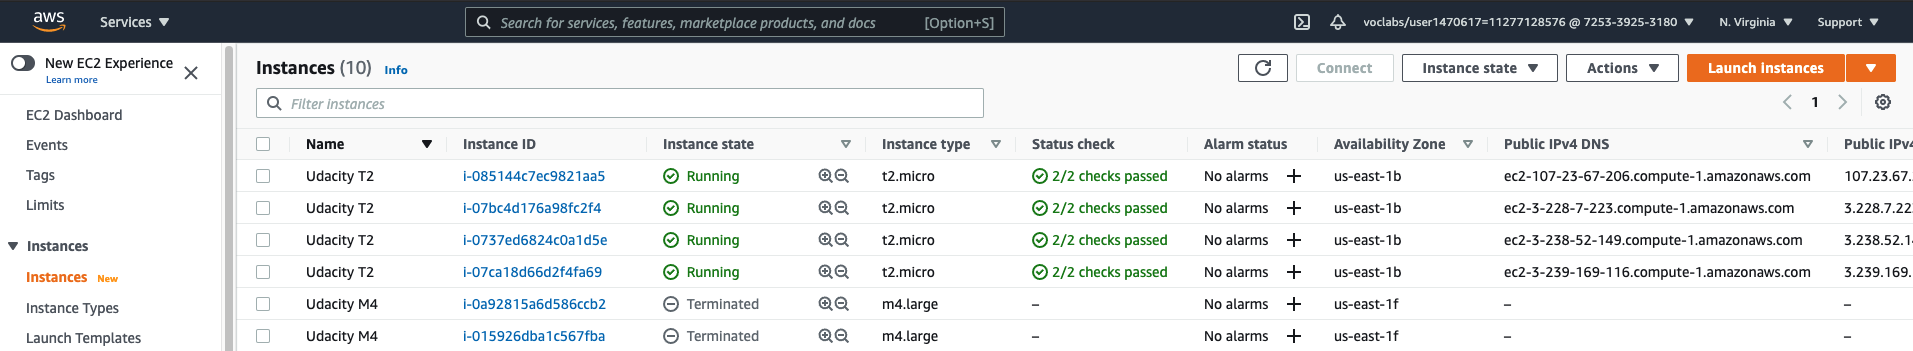 aws Services Search for services, features, marketplace products, and docs [Option+S] voclabs/user1470617=11277128576 @ 7253-3925-3180 N. Virginia Support
New EC2 Experience
Learn more
EC2 Dashboard
Events
Tags
Limits
Instances
Instances New
Instance Types
Launch Templates
Instances (10) Info Connect Instance state Actions Launch instances
Filter instances 1
Name Instance ID Instance state Instance type Status check Alarm status Availability Zone Public IPv4 DNS Public IPv4
Udacity T2 i-085144c7ec9821aa5 Running t2.micro 2/2 checks passed No alarms + us-east-1b ec2-107-23-67-206.compute-1.amazonaws.com 107.23.67.
Udacity T2 i-07bc4d176a98fc2f4 Running t2.micro 2/2 checks passed No alarms + us-east-1b ec2-3-228-7-223.compute-1.amazonaws.com 3.228.7.22
Udacity T2 i-0737ed6824c0a1d5e Running t2.micro 2/2 checks passed No alarms + us-east-1b ec2-3-238-52-149.compute-1.amazonaws.com 3.238.52.1
Udacity T2 i-07ca18d66d2f4fa69 Running t2.micro 2/2 checks passed No alarms + us-east-1b ec2-3-239-169-116.compute-1.amazonaws.com 3.239.169.
Udacity M4 i-0a92815a6d586ccb2 Terminated m4.large – No alarms + us-east-1f – –
Udacity M4 i-015926dba1c567fba Terminated m4.large – No alarms + us-east-1f – –